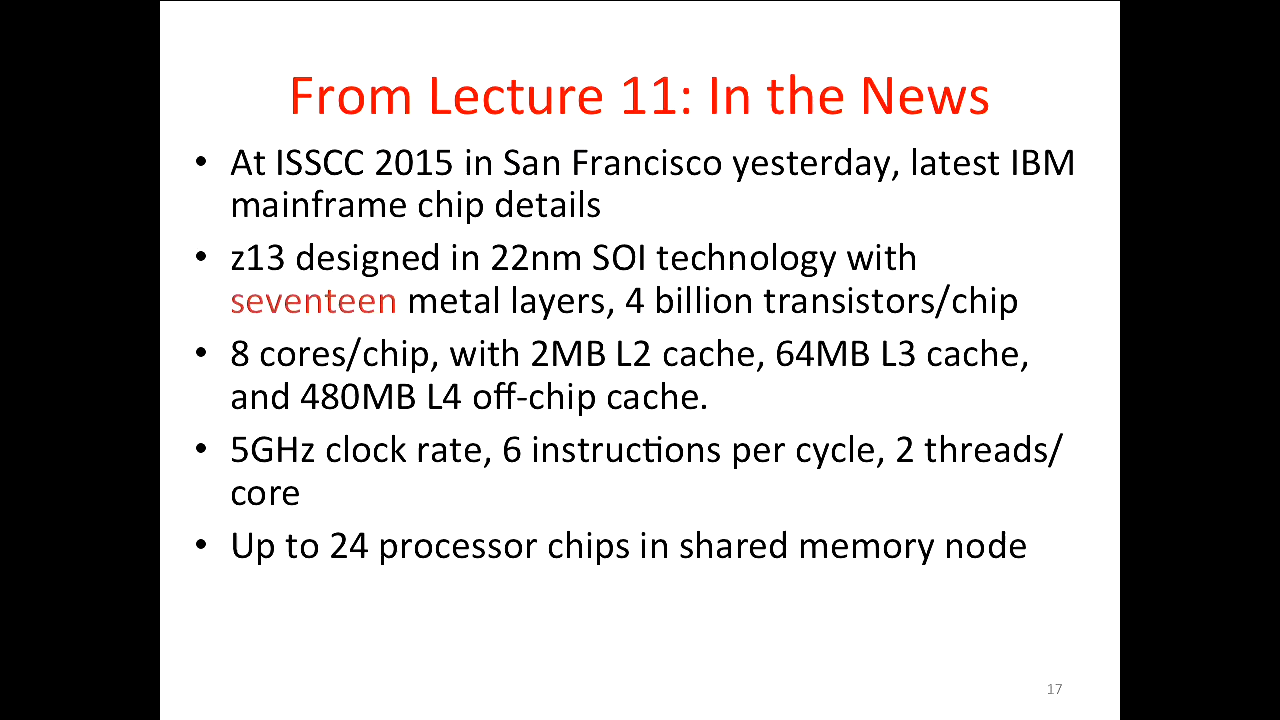 From Lecture 11: In the News
• At ISSCC 2015 in San Francisco yesterday, latest IBM
mainframe chip details
• z13 designed in 22nm SOI technology with
seventeen metal layers, 4 billion transistors/chip
• 8 cores/chip, with 2MB L2 cache, 64MB L3 cache,
and 480MB L4 off-chip cache.
• 5GHz clock rate, 6 instructions per cycle, 2 threads/
core
• Up to 24 processor chips in shared memory node
17